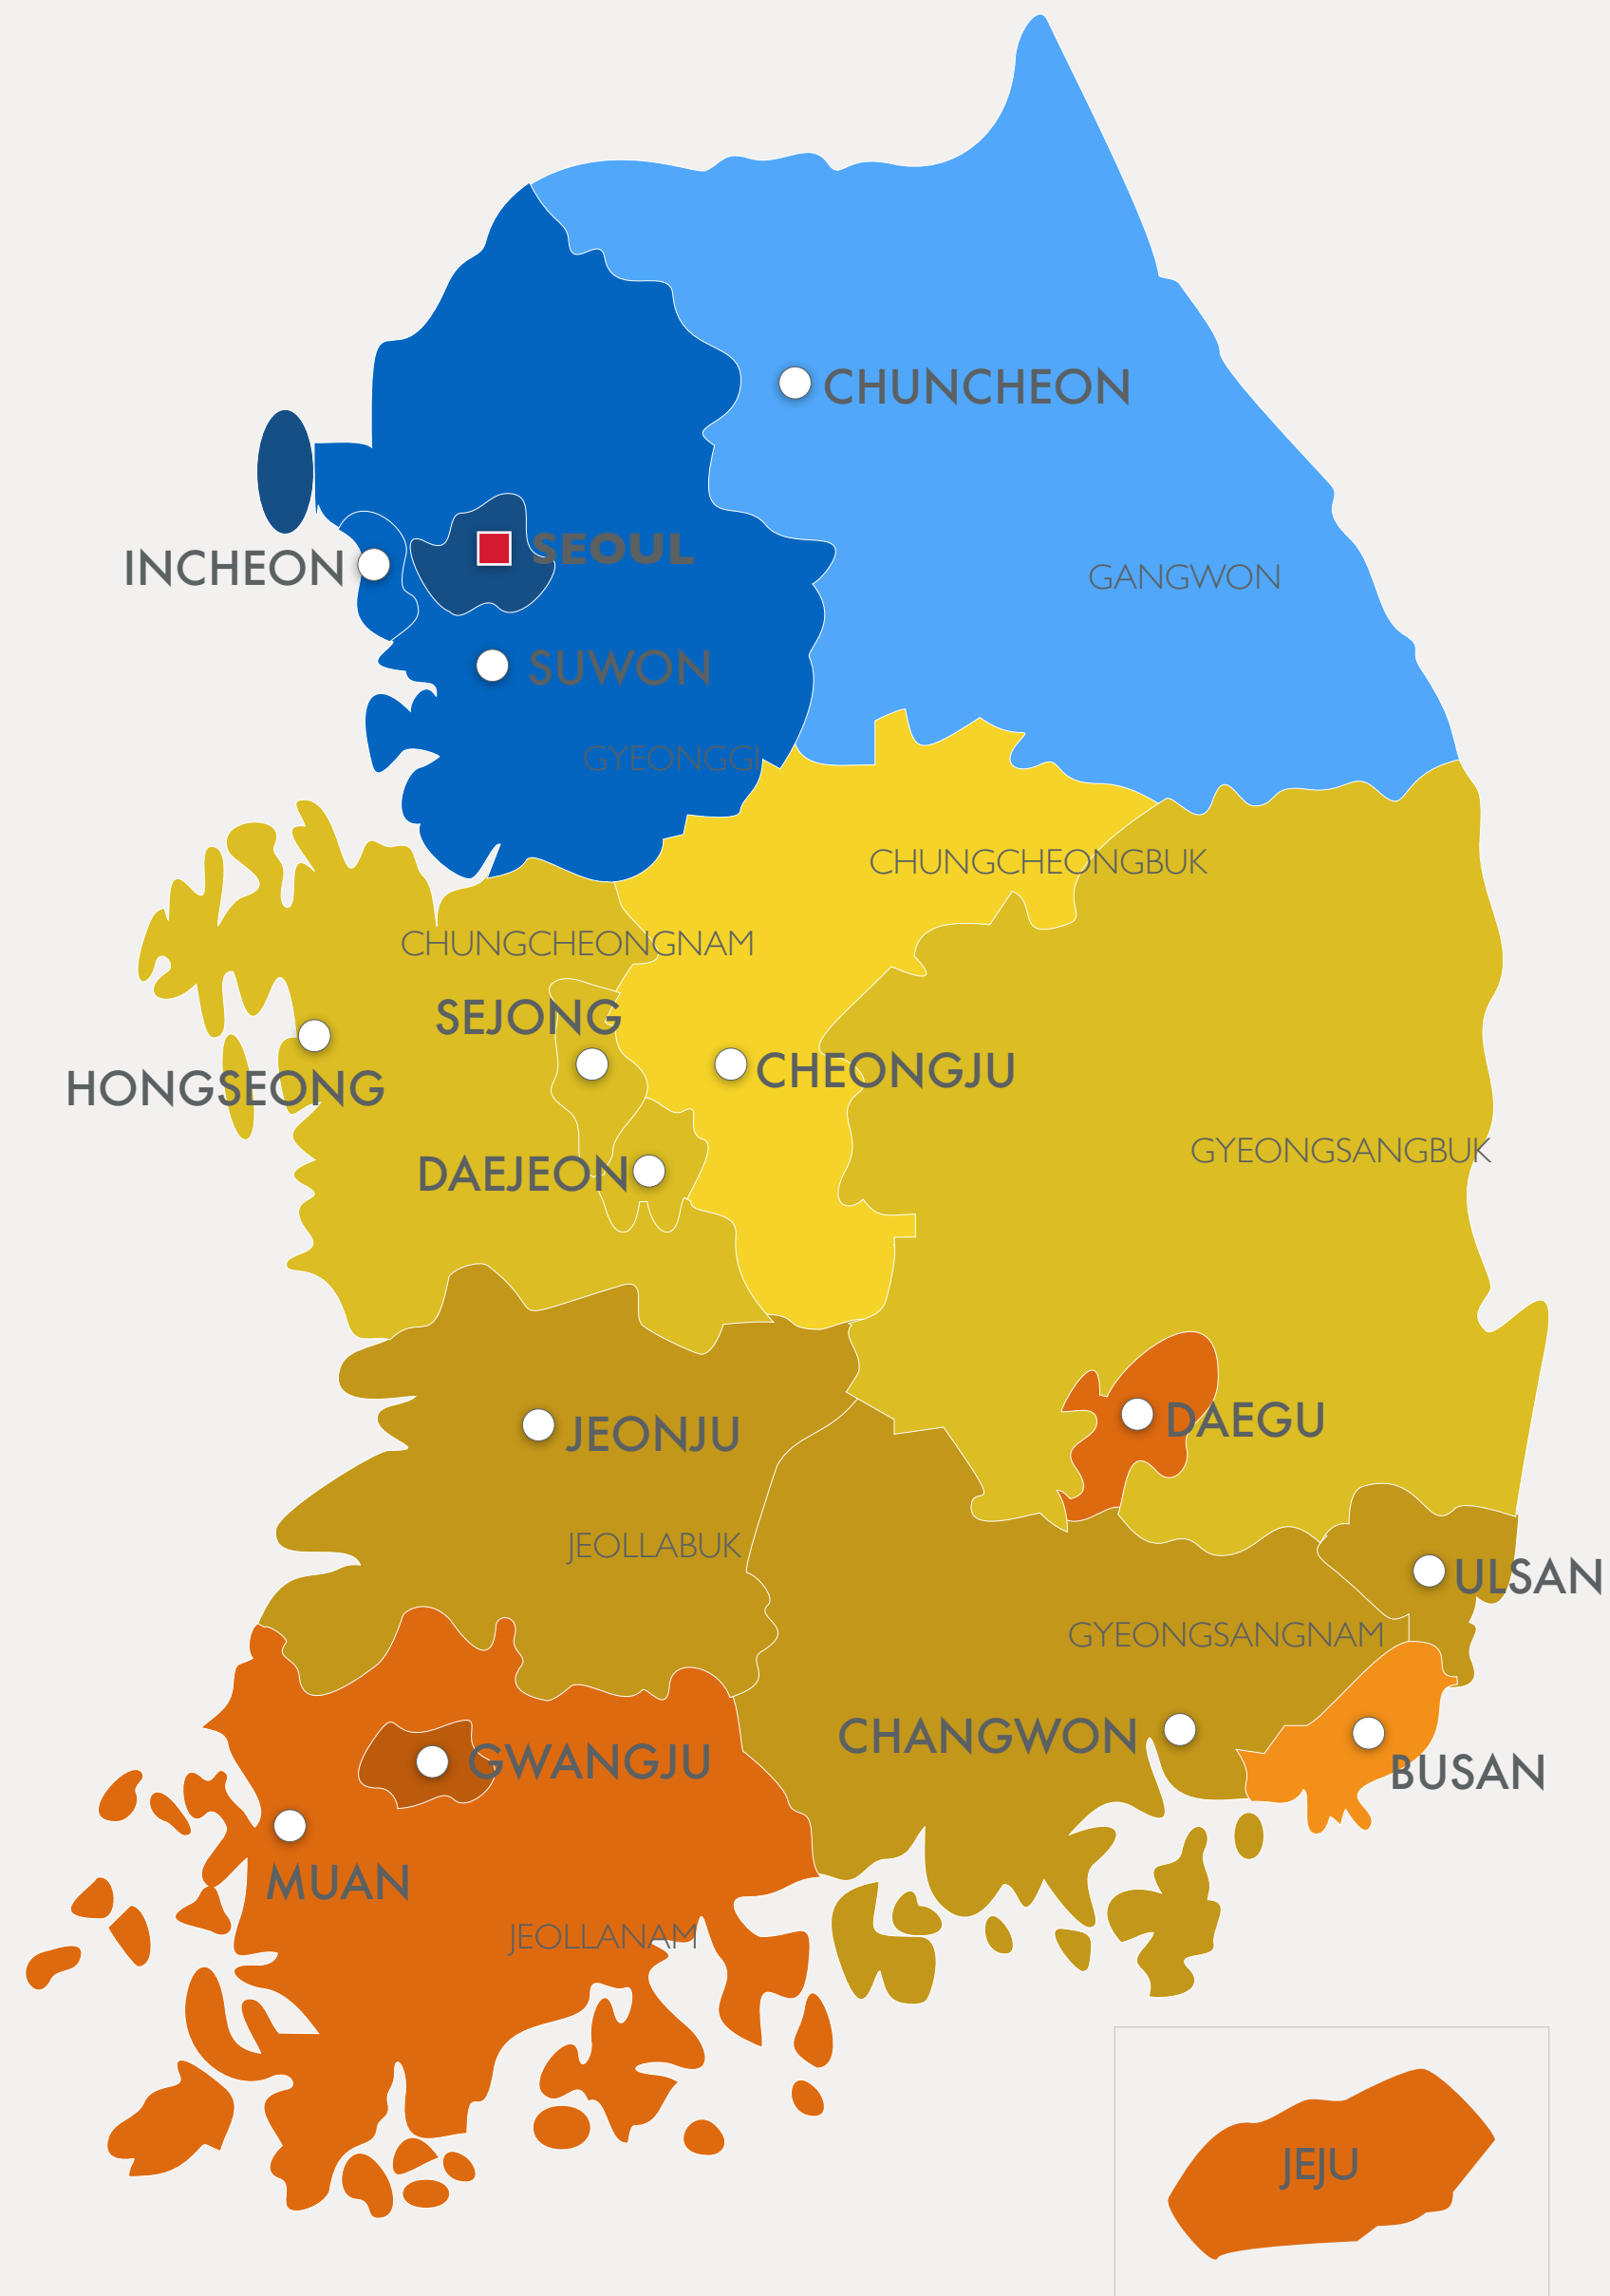 CHUNCHEON
SEOUL
INCHEON
GANGWON
SUWON
GYEONGGI
CHUNGCHEONGBUK
CHUNGCHEONGNAM
SEJONG
CHEONGJU
HONGSEONG
GYEONGSANGBUK
DAEJEON
DAEGU
JEONJU
JEOLLABUK
ULSAN
GYEONGSANGNAM
CHANGWON
GWANGJU
BUSAN
MUAN
JEOLLANAM
JEJU